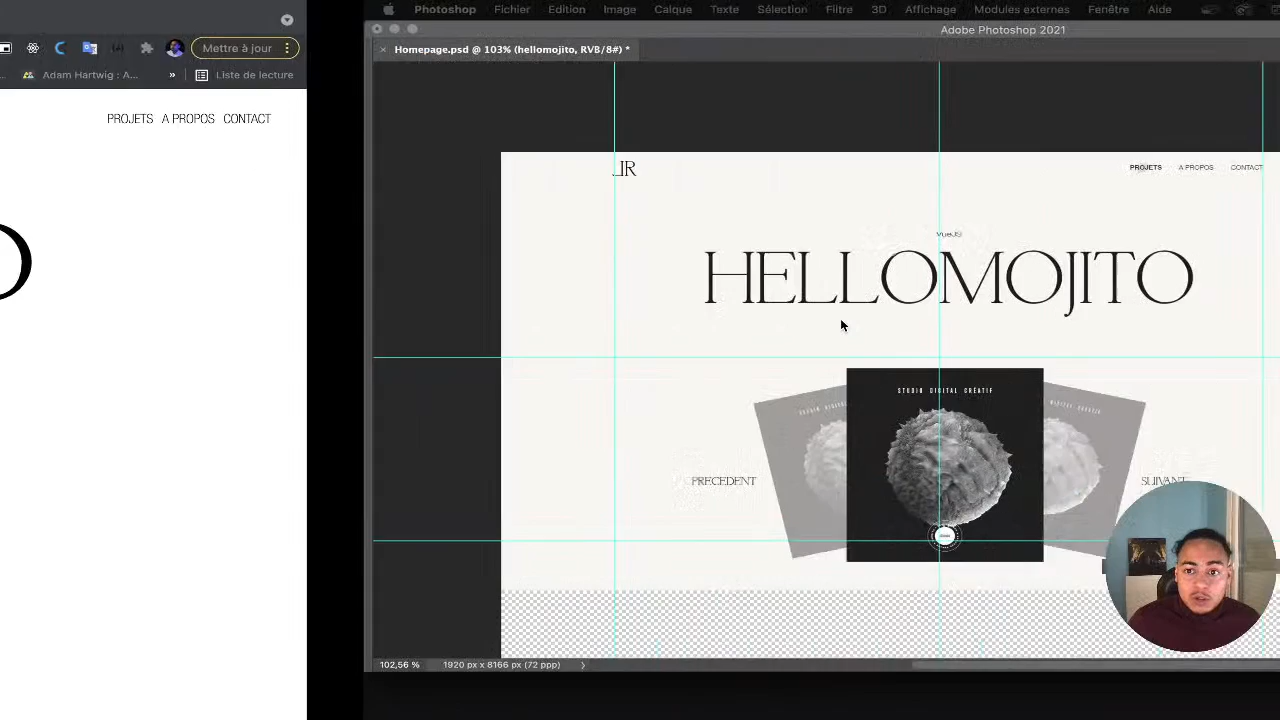 Photoshop Fichier Edition Image Calque Texte Sélection Filtre 3D Affichage Modules externes Fenêtre Aide
Adobe Photoshop 2021
Mettre à jour
Homepage.psd @ 103% (hellomojito, RVB/8#) *
Adam Hartwig : A... » Liste de lecture
PROJETS A PROPOS CONTACT
O
JR
PROJETS A PROPOS CONTACT
VueJS
HELLOMOJITO
STUDIO DIGITAL CRÉATIF
PRECEDENT
SUIVANT
102,56 % 1920 px x 8166 px (72 ppp)